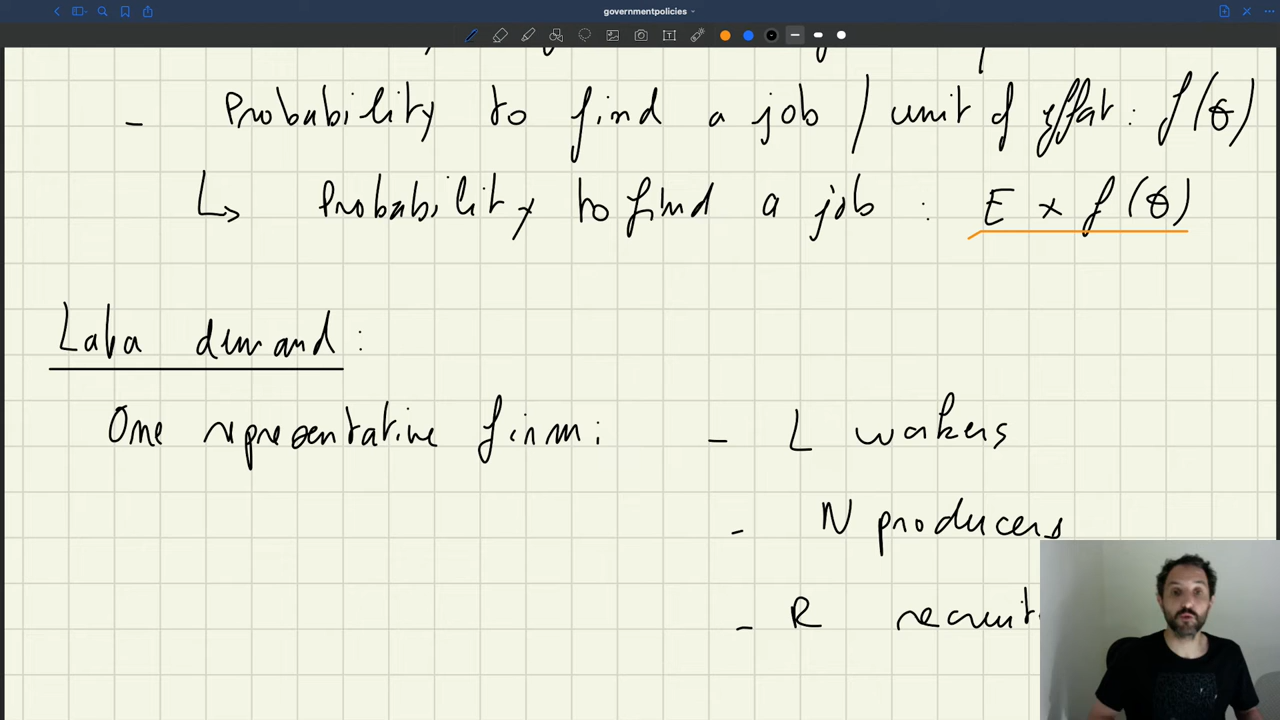 governmentpolicies
- Probability to find a job / unit of effort : f(θ)
↳ Probability to find a job : E × f(θ)
Labor demand :
One representative firm : - L workers
- N producers
- R